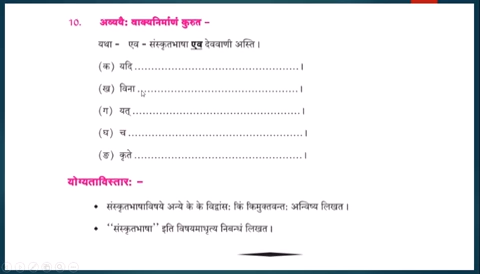 10. अव्ययैः वाक्यनिर्माणं कुरुत –
यथा - एव - संस्कृतभाषा एव देववाणी अस्ति।
(क) यदि ................................................।
(ख) विना ................................................।
(ग) यत् ................................................।
(घ) च ................................................।
(ङ) कृते ................................................।
योग्यताविस्तारः –
• संस्कृतभाषाविषये अन्ये के के विद्वांसः किं किमुक्तवन्तः अन्विष्य लिखत।
• ‘‘संस्कृतभाषा’’ इति विषयमाधृत्य निबन्धं लिखत।